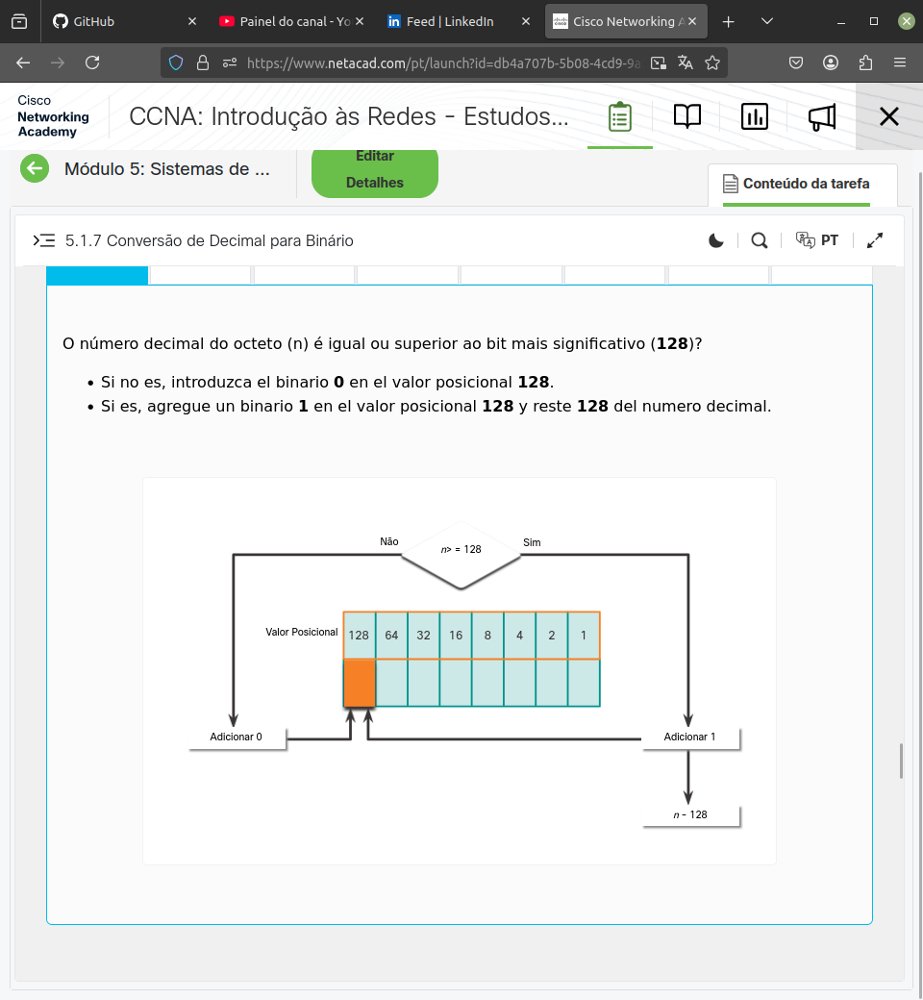 GitHub
Painel do canal - Yo
Feed | LinkedIn
Cisco Networking A
https://www.netacad.com/pt/launch?id=db4a707b-5b08-4cd9-9a
Cisco
Networking
Academy
CCNA: Introdução às Redes - Estudos...
Módulo 5: Sistemas de ...
Editar
Detalhes
Conteúdo da tarefa
5.1.7 Conversão de Decimal para Binário
PT
O número decimal do octeto (n) é igual ou superior ao bit mais significativo (128)?
• Si no es, introduzca el binario 0 en el valor posicional 128.
• Si es, agregue un binario 1 en el valor posicional 128 y reste 128 del numero decimal.
Não
n> = 128
Sim
Valor Posicional
128 64 32 16 8 4 2 1
Adicionar 0
Adicionar 1
n - 128